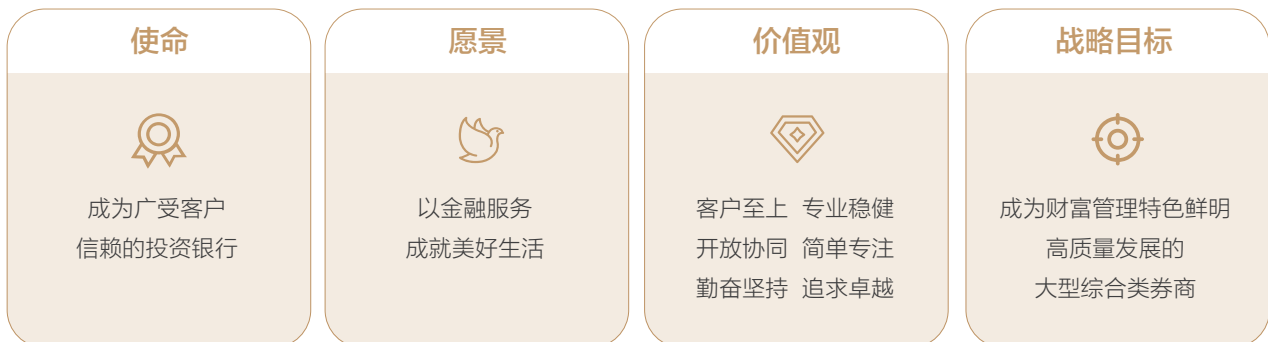 使命
成为广受客户
信赖的投资银行
愿景
以金融服务
成就美好生活
价值观
客户至上 专业稳健
开放协同 简单专注
勤奋坚持 追求卓越
战略目标
成为财富管理特色鲜明
高质量发展的
大型综合类券商